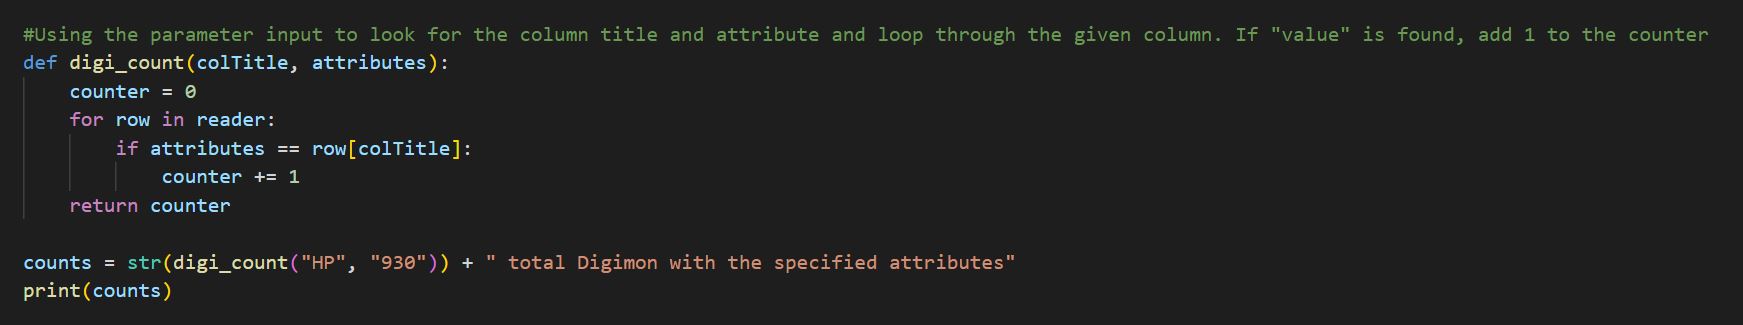 #Using the parameter input to look for the column title and attribute and loop through the given column. If "value" is found, add 1 to the counter
def digi_count(colTitle, attributes):
    counter = 0
    for row in reader:
        if attributes == row[colTitle]:
            counter += 1
    return counter

counts = str(digi_count("HP", "930")) + " total Digimon with the specified attributes"
print(counts)